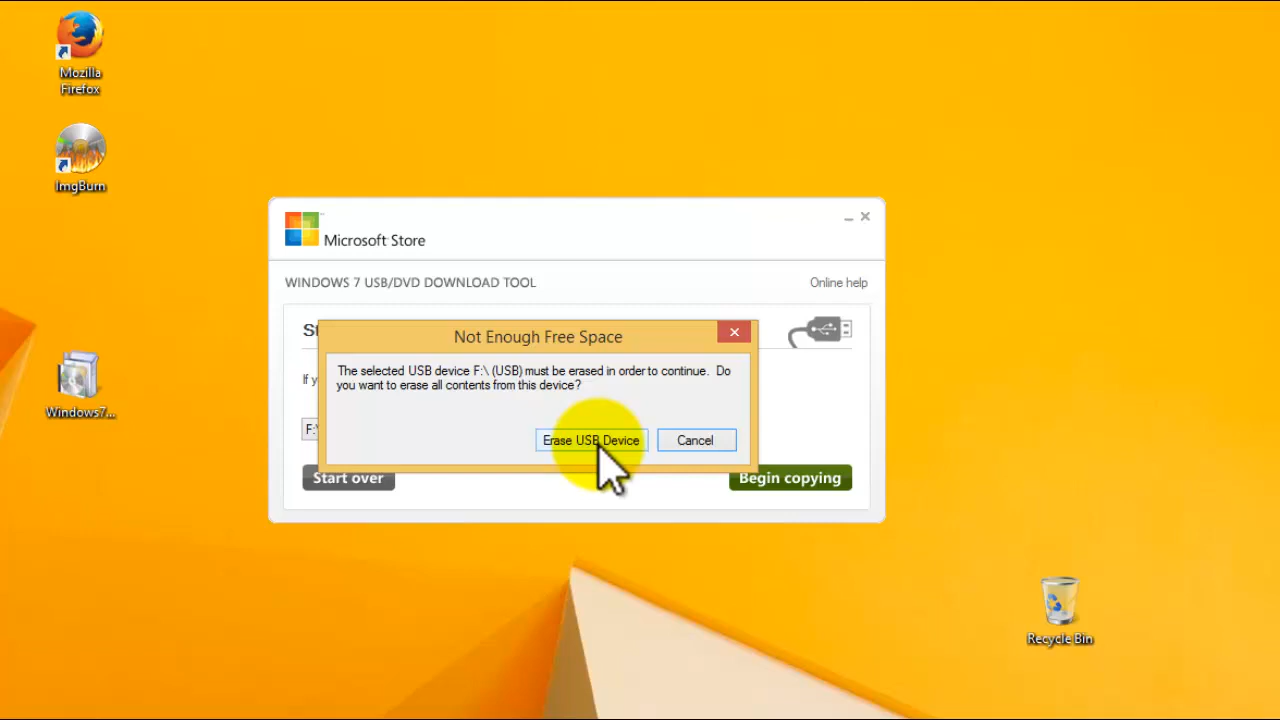 Mozilla
Firefox
ImgBurn
Windows7...
Recycle Bin
Microsoft Store
WINDOWS 7 USB/DVD DOWNLOAD TOOL
Online help
St
If y
F:\
Not Enough Free Space
The selected USB device F:\ (USB) must be erased in order to continue. Do
you want to erase all contents from this device?
Erase USB Device
Cancel
Start over
Begin copying